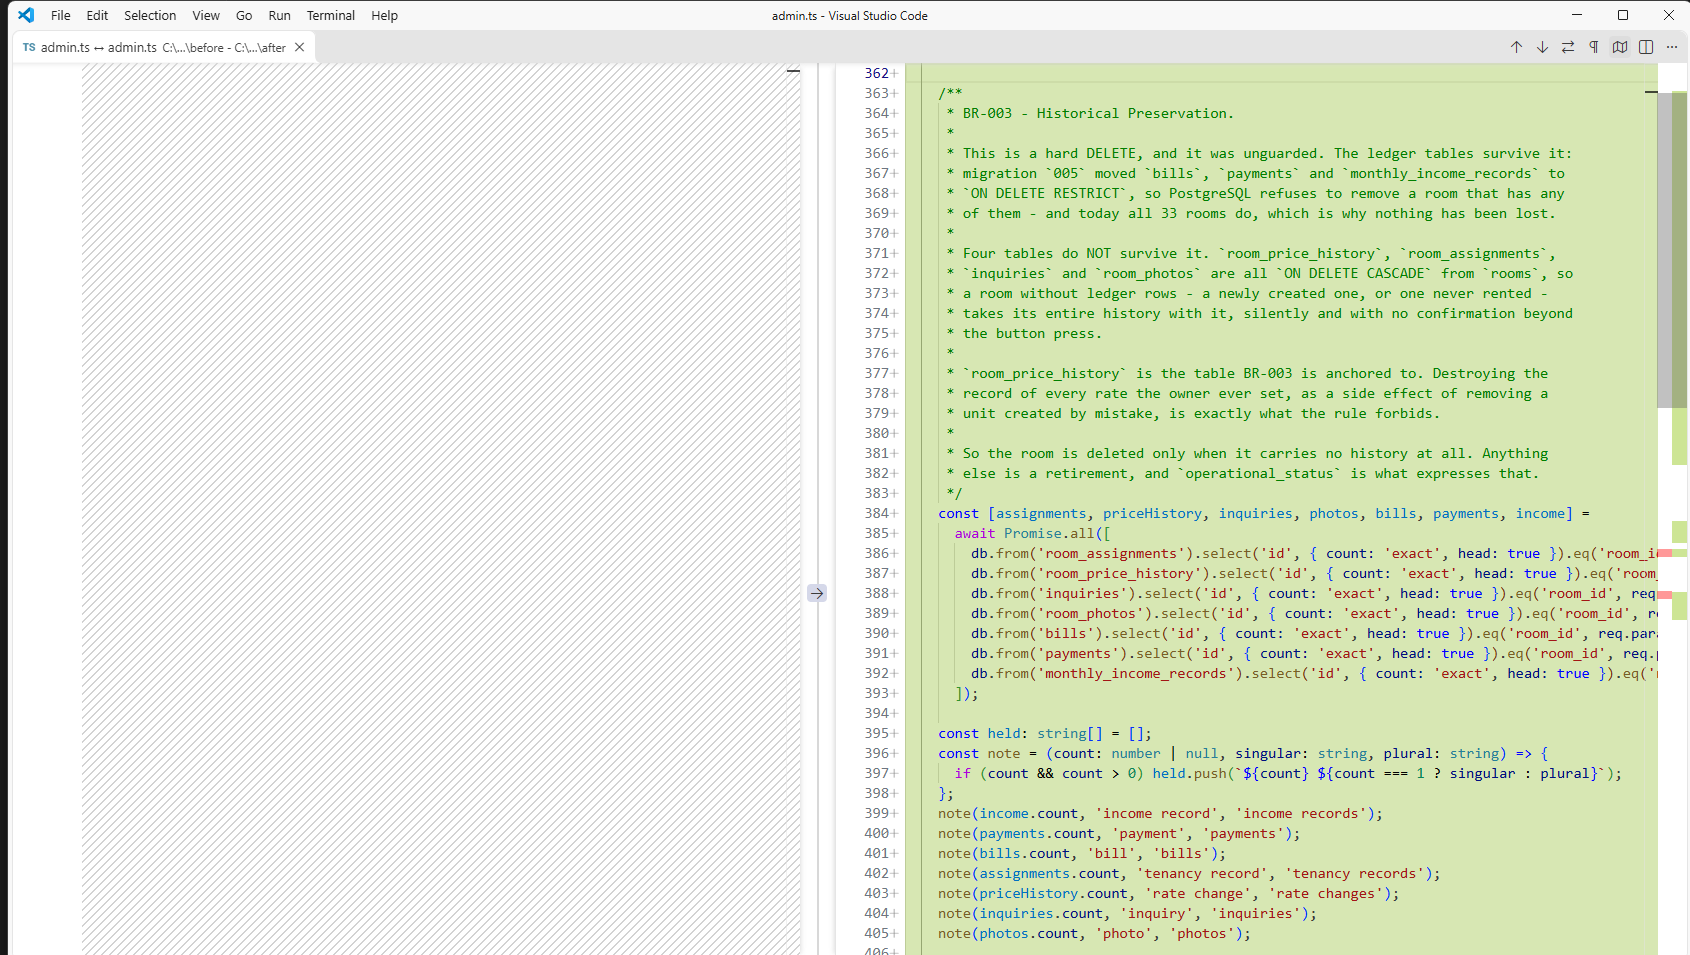 File Edit Selection View Go Run Terminal Help
admin.ts - Visual Studio Code
TS admin.ts ↔ admin.ts C:\...\before - C:\...\after
362+
363+ /**
364+ * BR-003 - Historical Preservation.
365+ *
366+ * This is a hard DELETE, and it was unguarded. The ledger tables survive it:
367+ * migration `005` moved `bills`, `payments` and `monthly_income_records` to
368+ * `ON DELETE RESTRICT`, so PostgreSQL refuses to remove a room that has any
369+ * of them - and today all 33 rooms do, which is why nothing has been lost.
370+ *
371+ * Four tables do NOT survive it. `room_price_history`, `room_assignments`,
372+ * `inquiries` and `room_photos` are all `ON DELETE CASCADE` from `rooms`, so
373+ * a room without ledger rows - a newly created one, or one never rented -
374+ * takes its entire history with it, silently and with no confirmation beyond
375+ * the button press.
376+ *
377+ * `room_price_history` is the table BR-003 is anchored to. Destroying the
378+ * record of every rate the owner ever set, as a side effect of removing a
379+ * unit created by mistake, is exactly what the rule forbids.
380+ *
381+ * So the room is deleted only when it carries no history at all. Anything
382+ * else is a retirement, and `operational_status` is what expresses that.
383+ */
384+ const [assignments, priceHistory, inquiries, photos, bills, payments, income] =
385+ await Promise.all([
386+ db.from('room_assignments').select('id', { count: 'exact', head: true }).eq('room_i
387+ db.from('room_price_history').select('id', { count: 'exact', head: true }).eq('room_
388+ db.from('inquiries').select('id', { count: 'exact', head: true }).eq('room_id', req
389+ db.from('room_photos').select('id', { count: 'exact', head: true }).eq('room_id', r
390+ db.from('bills').select('id', { count: 'exact', head: true }).eq('room_id', req.par
391+ db.from('payments').select('id', { count: 'exact', head: true }).eq('room_id', req.
392+ db.from('monthly_income_records').select('id', { count: 'exact', head: true }).eq('
393+ ]);
394+
395+ const held: string[] = [];
396+ const note = (count: number | null, singular: string, plural: string) => {
397+ if (count && count > 0) held.push(`${count} ${count === 1 ? singular : plural}`);
398+ };
399+ note(income.count, 'income record', 'income records');
400+ note(payments.count, 'payment', 'payments');
401+ note(bills.count, 'bill', 'bills');
402+ note(assignments.count, 'tenancy record', 'tenancy records');
403+ note(priceHistory.count, 'rate change', 'rate changes');
404+ note(inquiries.count, 'inquiry', 'inquiries');
405+ note(photos.count, 'photo', 'photos');